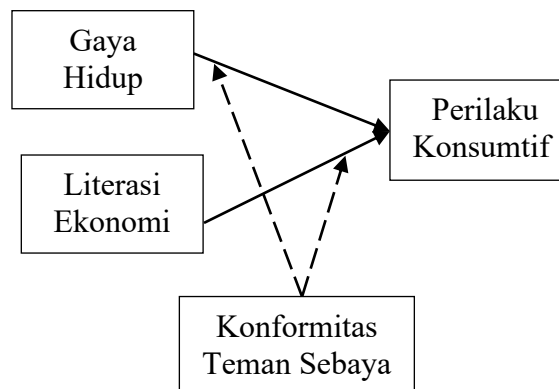 Gaya
Hidup
Perilaku
Konsumtif
Literasi
Ekonomi
Konformitas
Teman Sebaya